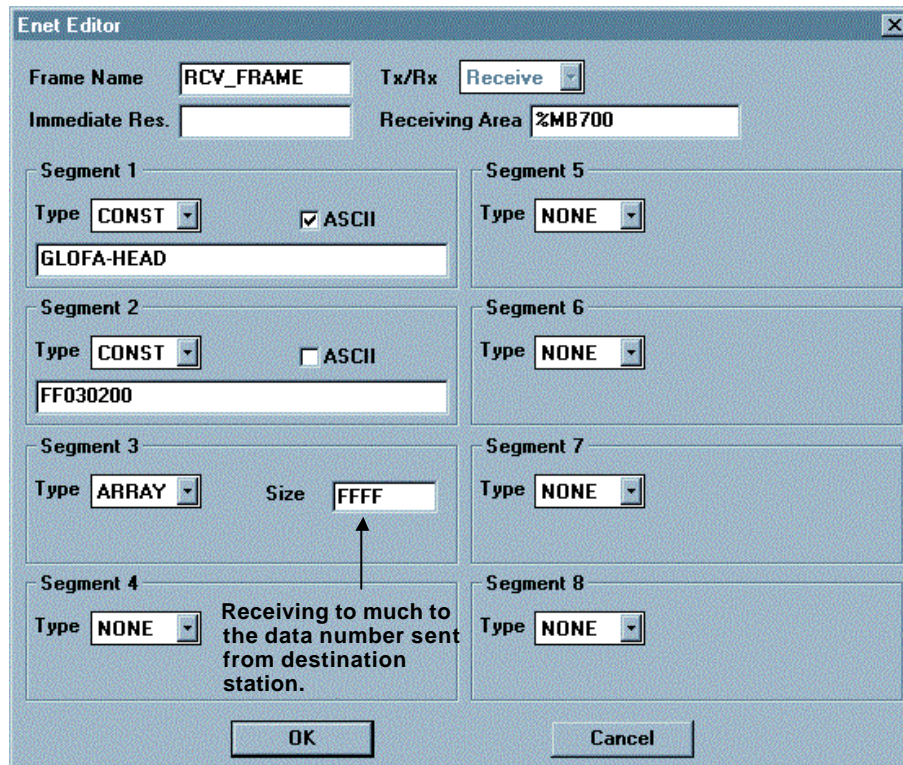 Enet Editor
Frame Name RCV_FRAME Tx/Rx Receive
Immediate Res. Receiving Area %MB700
Segment 1
Type CONST ASCII
GLOFA-HEAD
Segment 2
Type CONST ASCII
FF030200
Segment 3
Type ARRAY Size FFFF
Segment 4
Type NONE
Receiving to much to
the data number sent
from destination
station.
Segment 5
Type NONE
Segment 6
Type NONE
Segment 7
Type NONE
Segment 8
Type NONE
OK Cancel